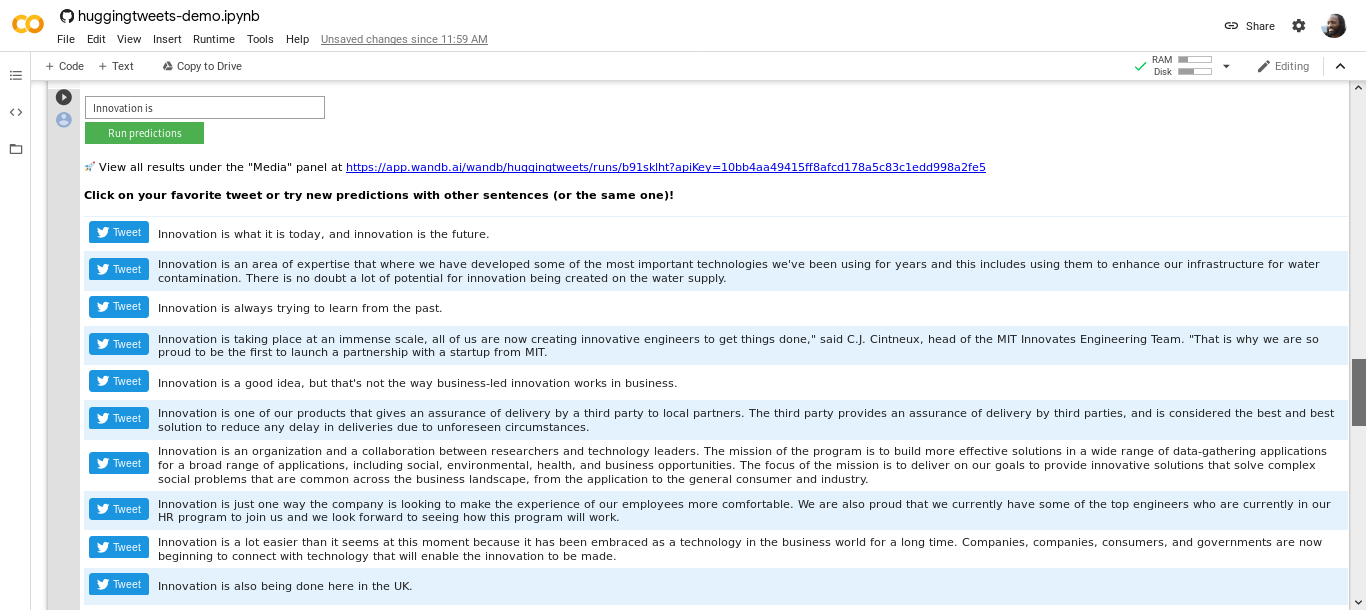 huggingtweets-demo.ipynb
File Edit View Insert Runtime Tools Help Unsaved changes since 11:59 AM
Share
+ Code + Text Copy to Drive
RAM
Disk
Editing
Innovation is
Run predictions
🚀 View all results under the "Media" panel at https://app.wandb.ai/wandb/huggingtweets/runs/b91sklht?apiKey=10bb4aa49415ff8afcd178a5c83c1edd998a2fe5
Click on your favorite tweet or try new predictions with other sentences (or the same one)!
Tweet Innovation is what it is today, and innovation is the future.
Tweet Innovation is an area of expertise that where we have developed some of the most important technologies we've been using for years and this includes using them to enhance our infrastructure for water
contamination. There is no doubt a lot of potential for innovation being created on the water supply.
Tweet Innovation is always trying to learn from the past.
Tweet Innovation is taking place at an immense scale, all of us are now creating innovative engineers to get things done," said C.J. Cintneux, head of the MIT Innovates Engineering Team. "That is why we are so
proud to be the first to launch a partnership with a startup from MIT.
Tweet Innovation is a good idea, but that's not the way business-led innovation works in business.
Tweet Innovation is one of our products that gives an assurance of delivery by a third party to local partners. The third party provides an assurance of delivery by third parties, and is considered the best and best
solution to reduce any delay in deliveries due to unforeseen circumstances.
Innovation is an organization and a collaboration between researchers and technology leaders. The mission of the program is to build more effective solutions in a wide range of data-gathering applications
Tweet for a broad range of applications, including social, environmental, health, and business opportunities. The focus of the mission is to deliver on our goals to provide innovative solutions that solve complex
social problems that are common across the business landscape, from the application to the general consumer and industry.
Tweet Innovation is just one way the company is looking to make the experience of our employees more comfortable. We are also proud that we currently have some of the top engineers who are currently in our
HR program to join us and we look forward to seeing how this program will work.
Tweet Innovation is a lot easier than it seems at this moment because it has been embraced as a technology in the business world for a long time. Companies, companies, consumers, and governments are now
beginning to connect with technology that will enable the innovation to be made.
Tweet Innovation is also being done here in the UK.